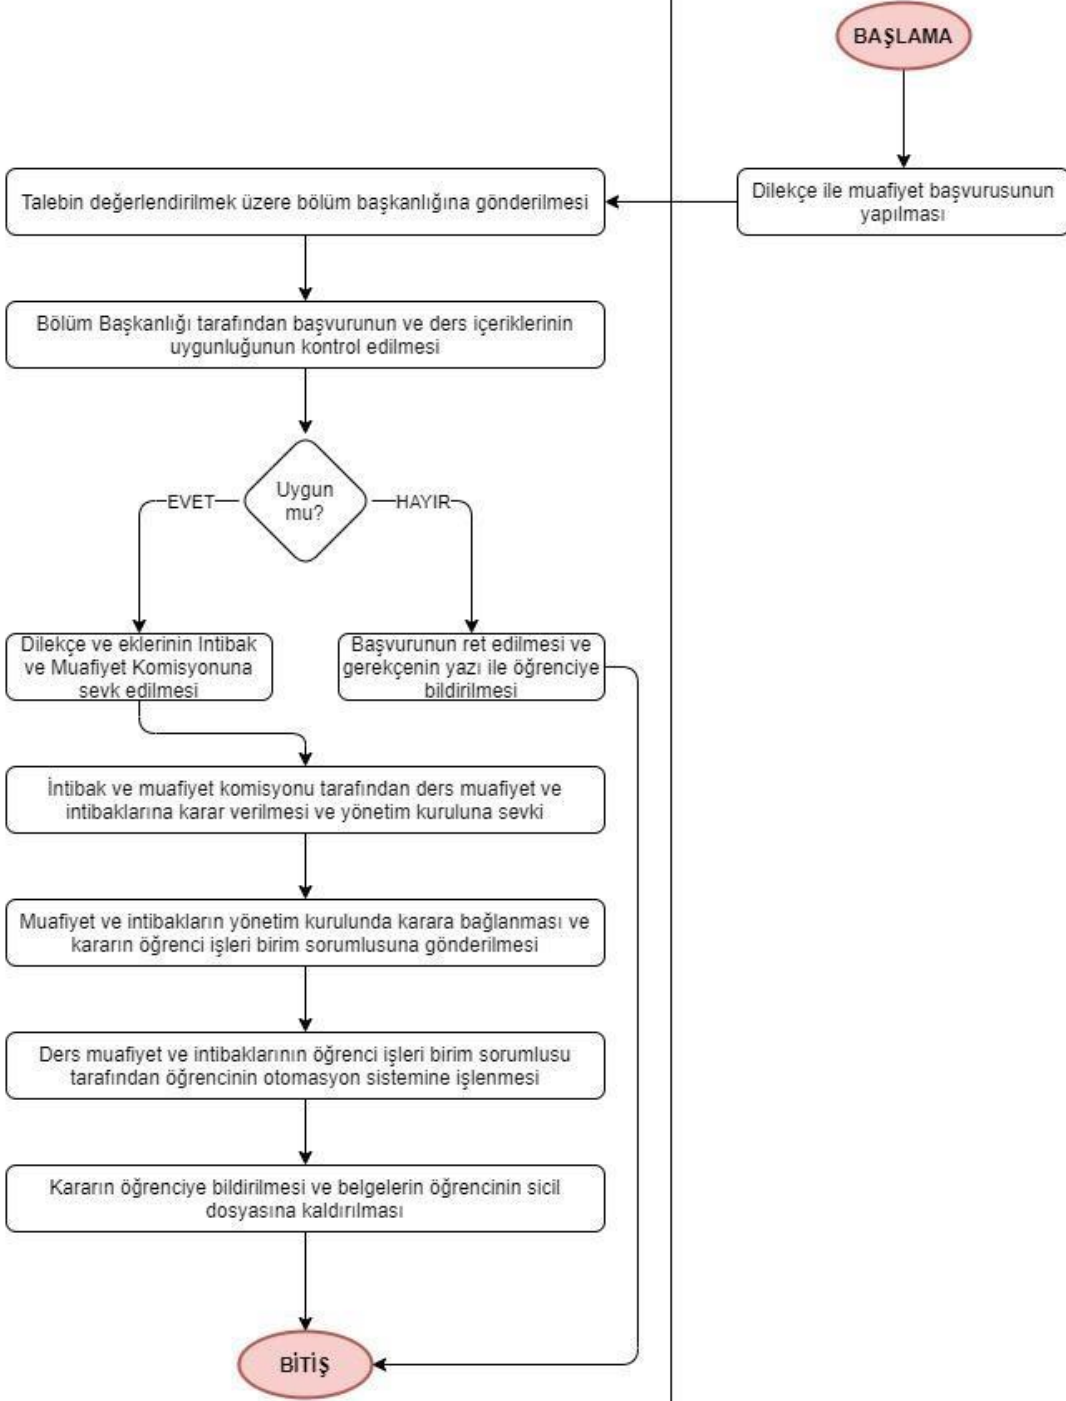 BAŞLAMA
Dilekçe ile muafiyet başvurusunun
yapılması
Talebin değerlendirilmek üzere bölüm başkanlığına gönderilmesi
Bölüm Başkanlığı tarafından başvurunun ve ders içeriklerinin
uygunluğunun kontrol edilmesi
Uygun
mu?
EVET
HAYIR
Dilekçe ve eklerinin Intibak
ve Muafiyet Komisyonuna
sevk edilmesi
Başvurunun ret edilmesi ve
gerekçenin yazı ile öğrenciye
bildirilmesi
İntibak ve muafiyet komisyonu tarafından ders muafiyet ve
intibaklarına karar verilmesi ve yönetim kuruluna sevki
Muafiyet ve intibakların yönetim kurulunda karara bağlanması ve
kararın öğrenci işleri birim sorumlusuna gönderilmesi
Ders muafiyet ve intibaklarının öğrenci işleri birim sorumlusu
tarafından öğrencinin otomasyon sistemine işlenmesi
Kararın öğrenciye bildirilmesi ve belgelerin öğrencinin sicil
dosyasına kaldırılması
BİTİŞ